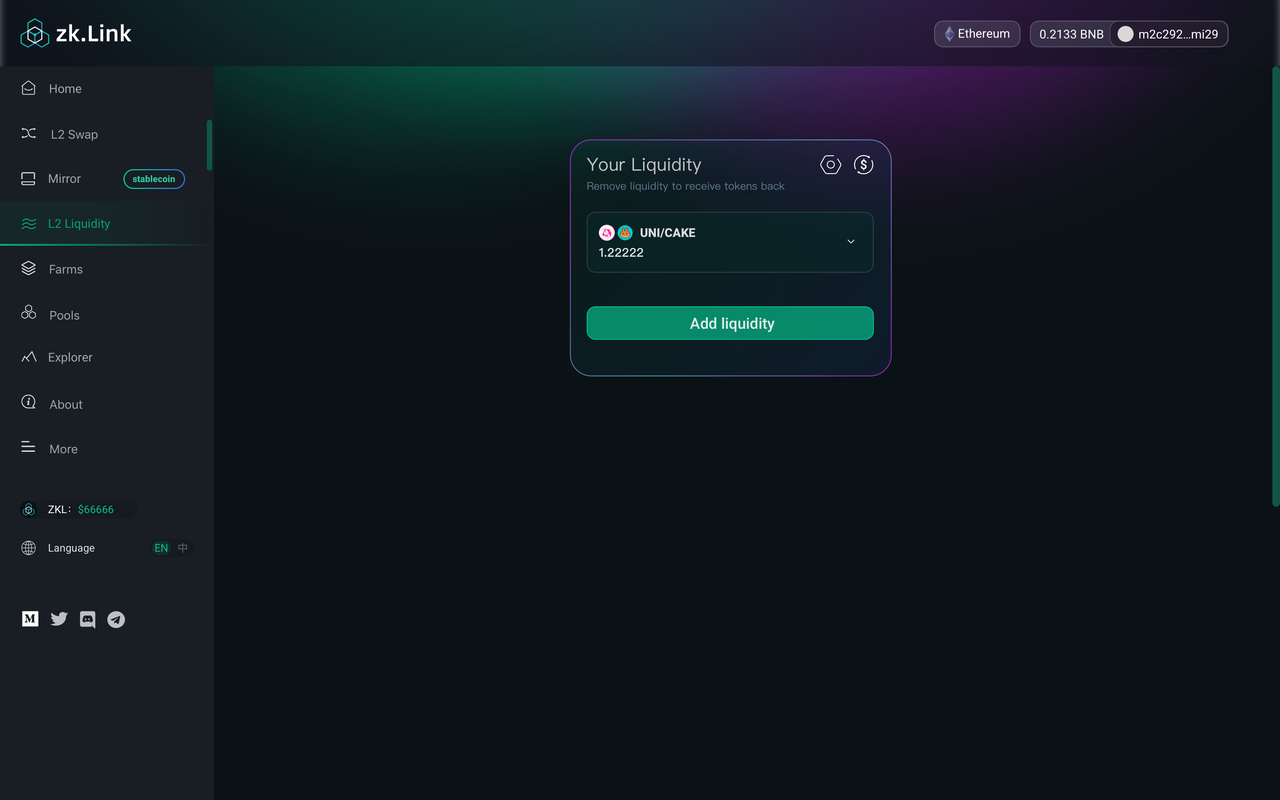 zk.Link
Ethereum
0.2133 BNB
m2c292...mi29
Home
L2 Swap
Mirror
stablecoin
L2 Liquidity
Farms
Pools
Explorer
About
More
ZKL: $66666
Language
EN 中
M
Your Liquidity
$
Remove liquidity to receive tokens back
UNI/CAKE
1.22222
Add liquidity